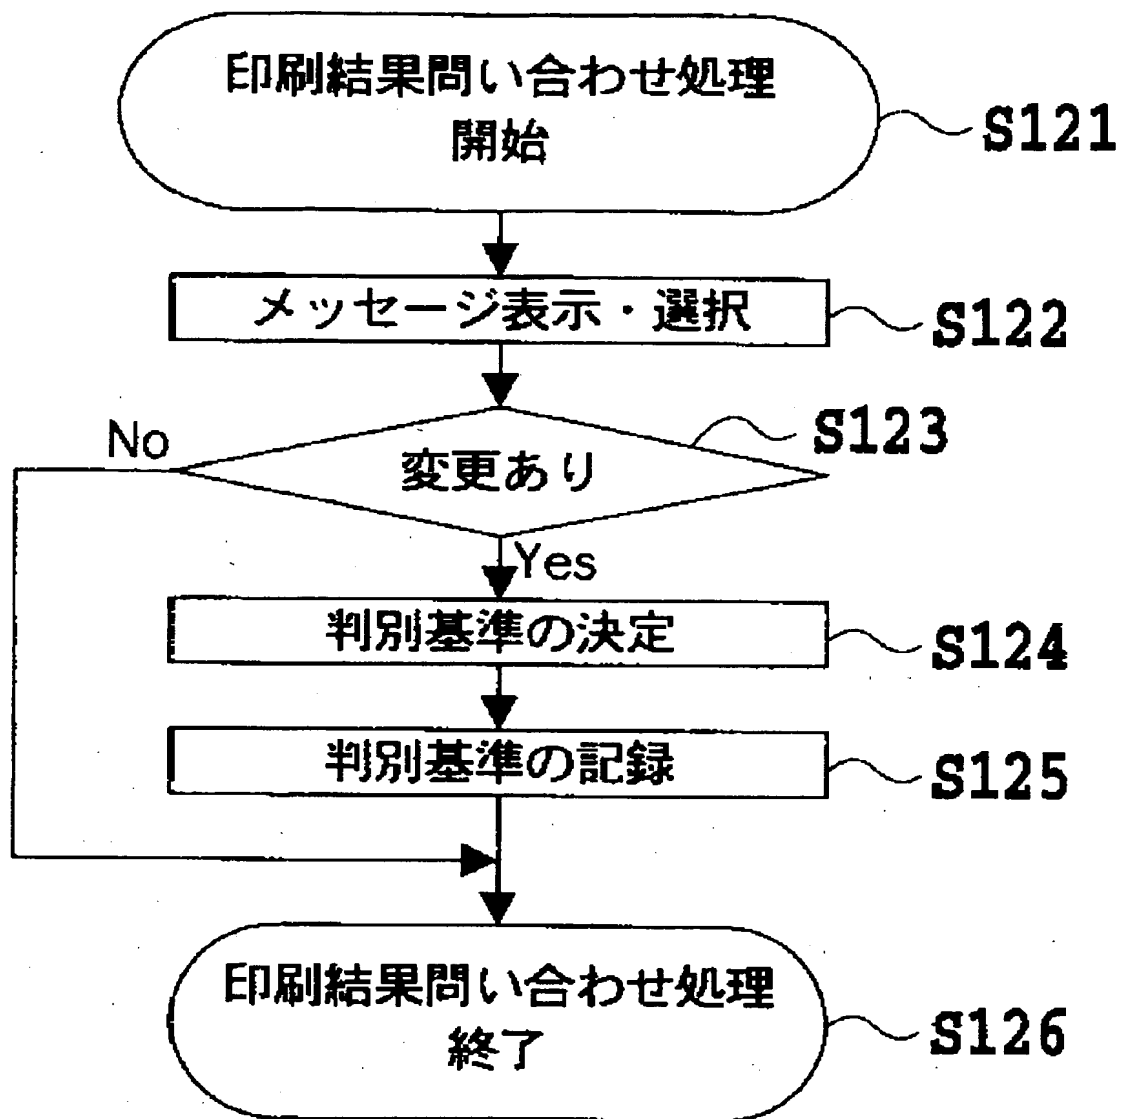 印刷結果問い合わせ処理
開始
S121
メッセージ表示・選択
S122
S123
No
変更あり
Yes
判別基準の決定
S124
判別基準の記録
S125
印刷結果問い合わせ処理
終了
S126